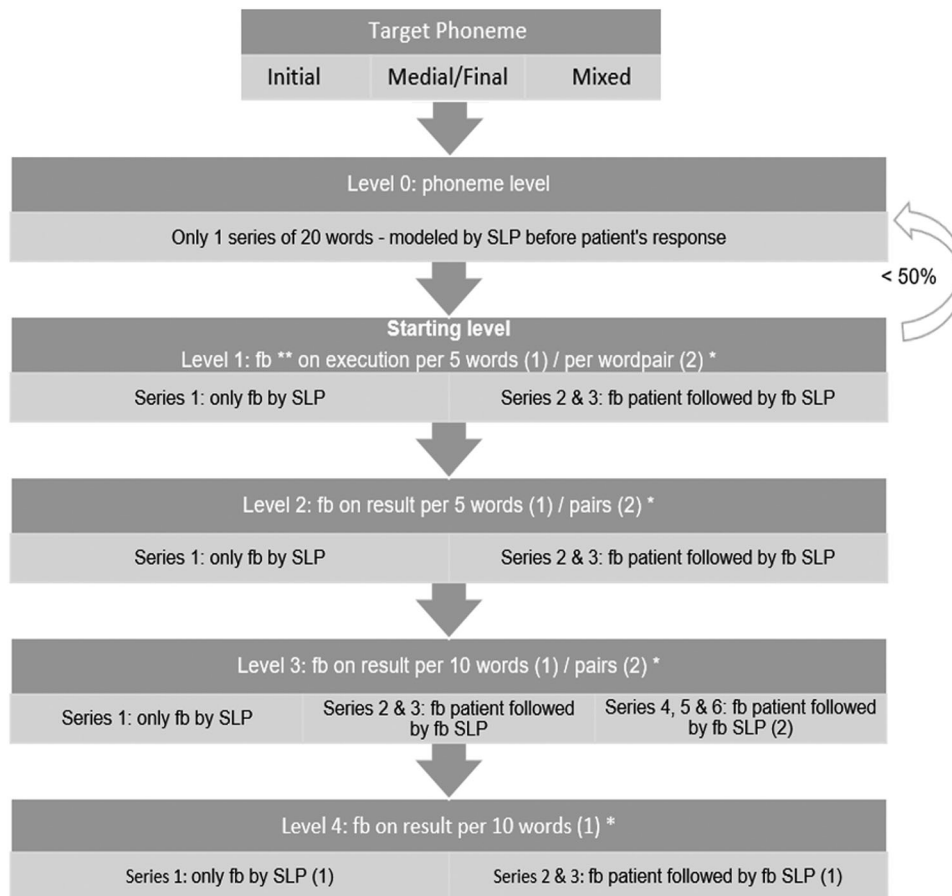 Target Phoneme
Initial Medial/Final Mixed
Level 0: phoneme level
Only 1 series of 20 words - modeled by SLP before patient's response
< 50%
Starting level
Level 1: fb ** on execution per 5 words (1) / per wordpair (2) *
Series 1: only fb by SLP Series 2 & 3: fb patient followed by fb SLP
Level 2: fb on result per 5 words (1) / pairs (2) *
Series 1: only fb by SLP Series 2 & 3: fb patient followed by fb SLP
Level 3: fb on result per 10 words (1) / pairs (2) *
Series 1: only fb by SLP
Series 2 & 3: fb patient followed
by fb SLP
Series 4, 5 & 6: fb patient followed
by fb SLP (2)
Level 4: fb on result per 10 words (1) *
Series 1: only fb by SLP (1) Series 2 & 3: fb patient followed by fb SLP (1)